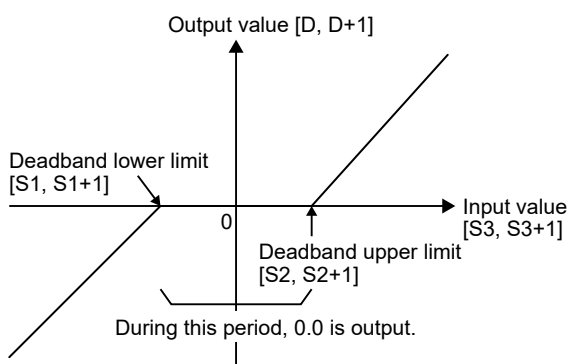 Output value [D, D+1]
Deadband lower limit
[S1, S1+1]
0
Input value
[S3, S3+1]
Deadband upper limit
[S2, S2+1]
During this period, 0.0 is output.